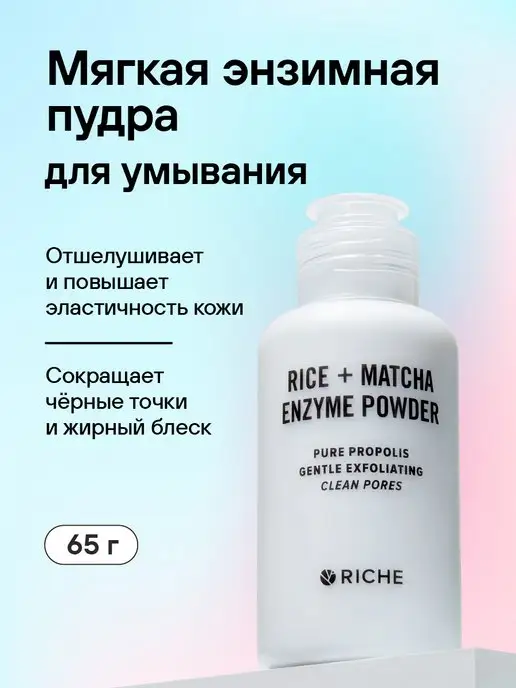 Мягкая энзимная
пудра
для умывания
Отшелушивает
и повышает
эластичность кожи
Сокращает
чёрные точки
и жирный блеск
65 г
RICE + MATCHA
ENZYME POWDER
PURE PROPOLIS
GENTLE EXFOLIATING
CLEAN PORES
RICHE